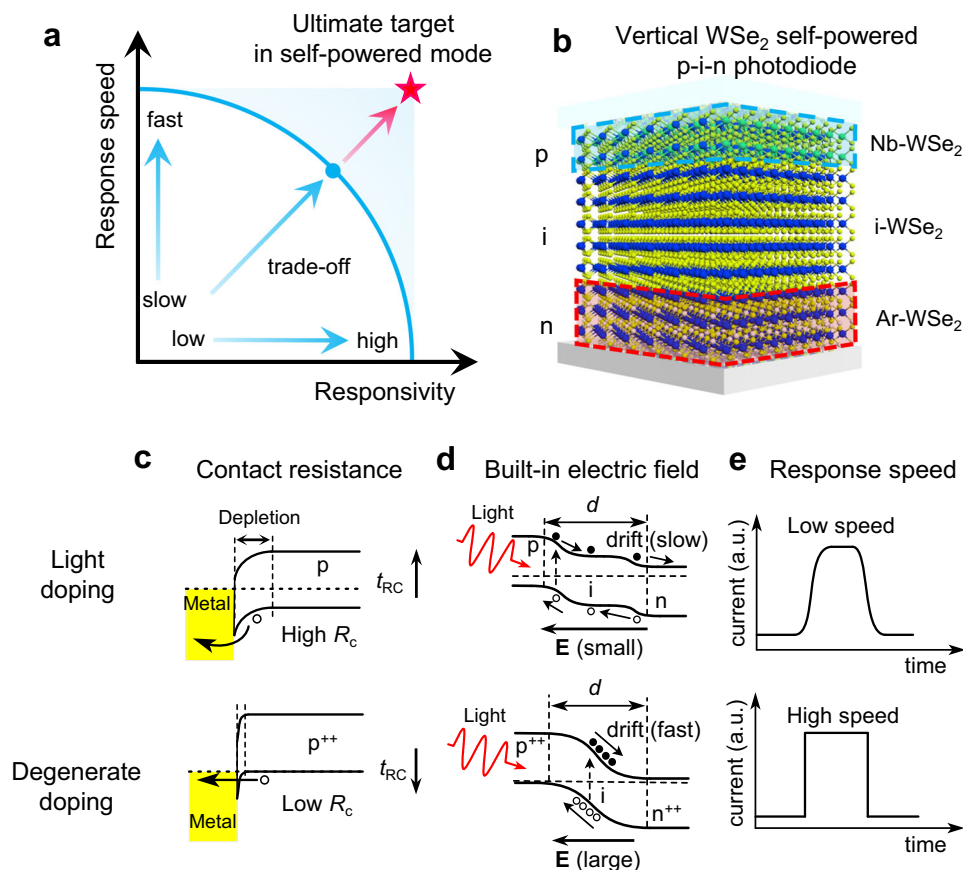 a
Ultimate target
in self-powered mode
Response speed
fast
slow
trade-off
low
high
Responsivity
b
Vertical WSe₂ self-powered
p-i-n photodiode
p
i
n
Nb-WSe₂
i-WSe₂
Ar-WSe₂
c
Contact resistance
d
Built-in electric field
e
Response speed
Light
doping
Depletion
p
Metal
High Rc
tRC
Light
d
p
drift (slow)
i
n
E (small)
Low speed
current (a.u.)
time
Degenerate
doping
p⁺⁺
Metal
Low Rc
tRC
Light
d
p⁺⁺
drift (fast)
i
n⁺⁺
E (large)
High speed
current (a.u.)
time